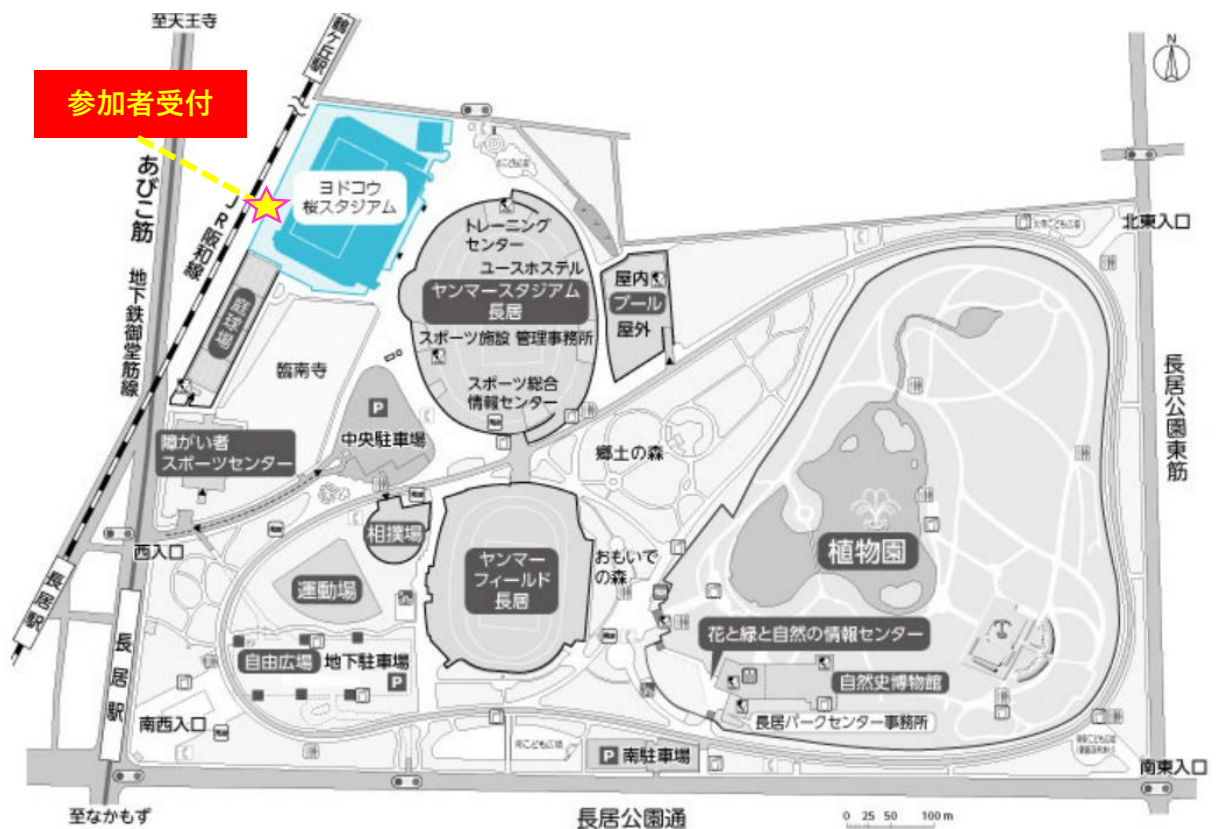 至天王寺
鶴ケ丘駅
N
参加者受付
あびこ筋
地下鉄御堂筋線
JR阪和線
ヨドコウ
桜スタジアム
トレーニング
センター
ユースホステル
ヤンマースタジアム
長居
スポーツ施設 管理事務所
スポーツ総合
情報センター
屋内
プール
屋外
北東入口
庭球場
臨南寺
P
中央駐車場
障がい者
スポーツセンター
郷土の森
長居公園東筋
西入口
相撲場
運動場
ヤンマー
フィールド
長居
おもいで
の森
植物園
長居駅
長居駅
自由広場
地下駐車場
P
花と緑と自然の情報センター
自然史博物館
長居パークセンター事務所
南西入口
P 南駐車場
南東入口
至なかもず
長居公園通
0 25 50 100 m